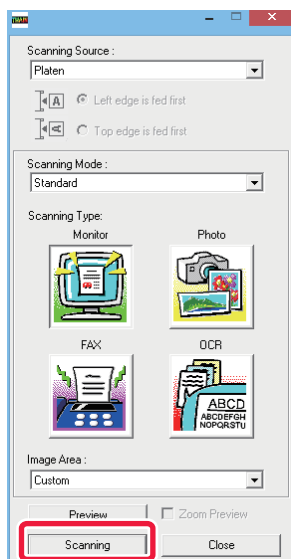 Scanning Source :
Platen
A
Left edge is fed first
A
Top edge is fed first
Scanning Mode :
Standard
Scanning Type:
Monitor Photo
FAX OCR
ABCD
ABCDEFGH
NOPQRSTU
Image Area :
Custom
Preview Zoom Preview
Scanning Close